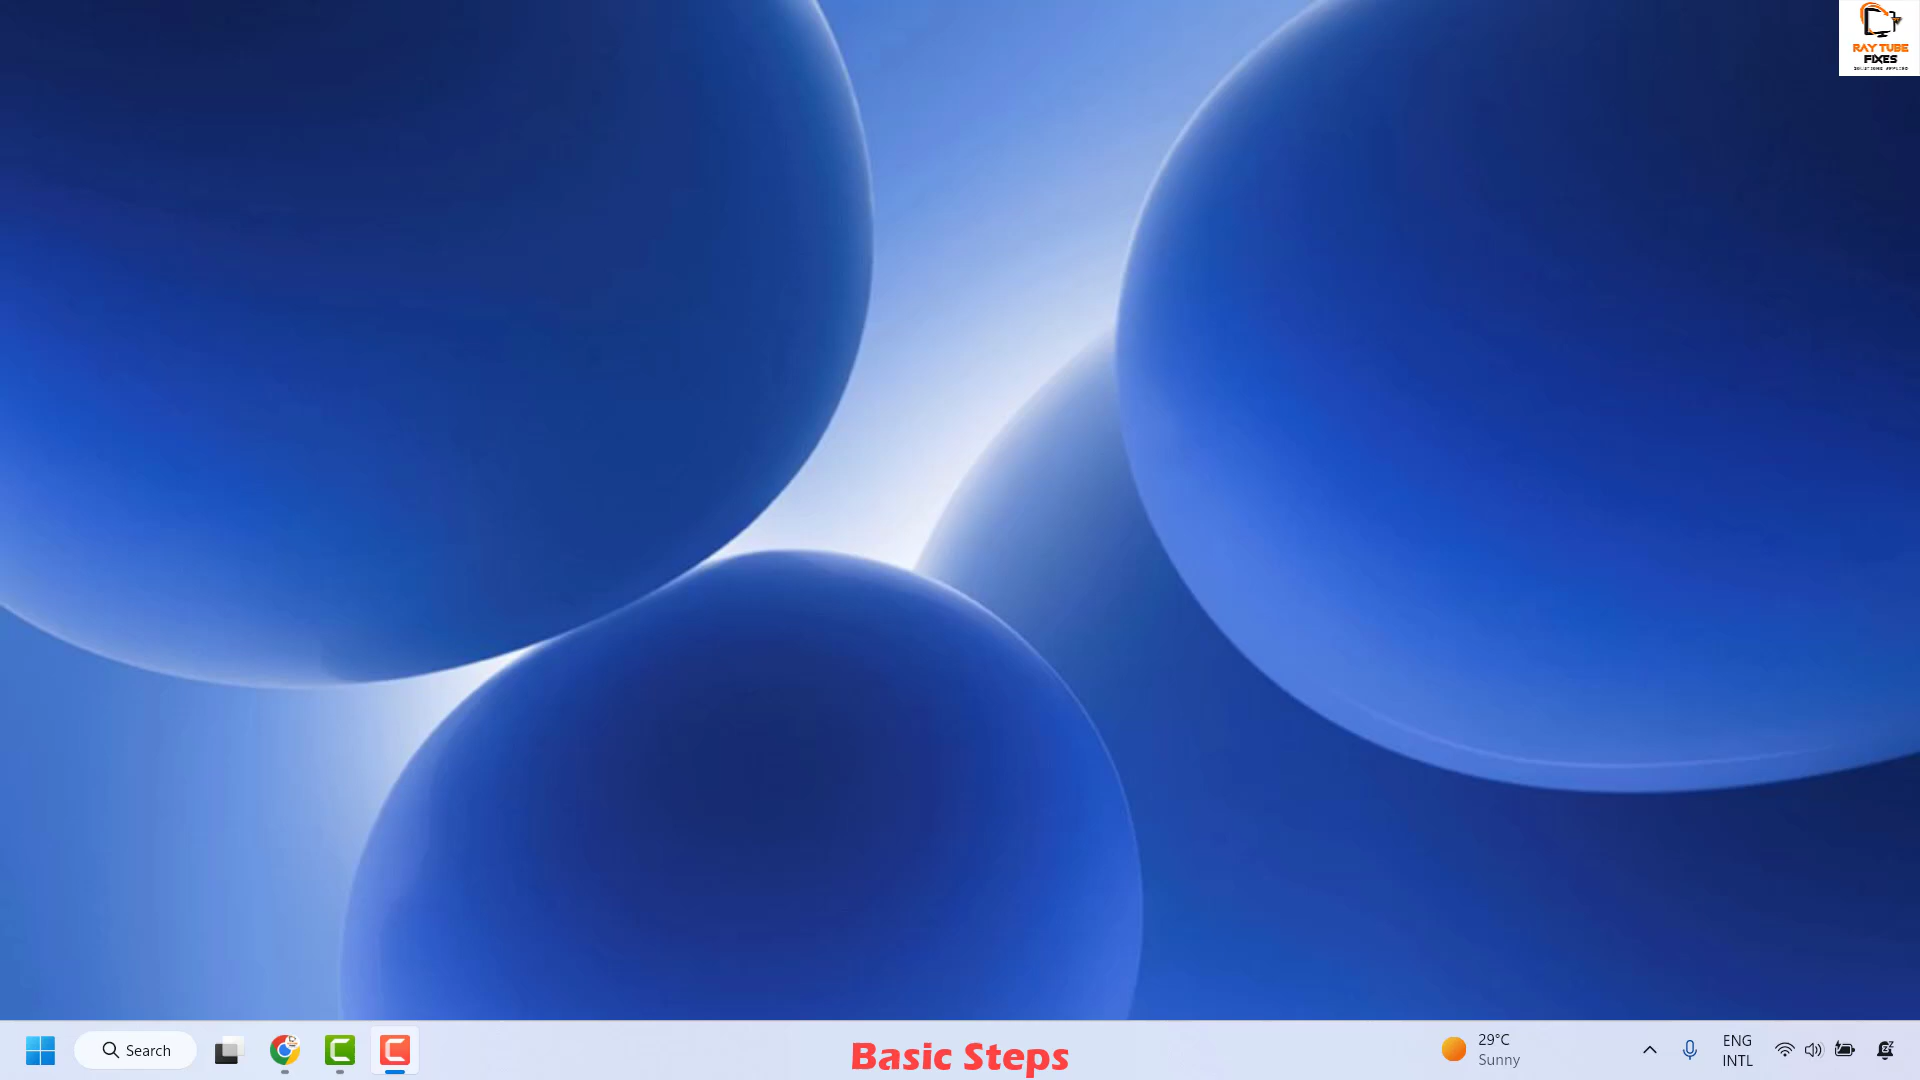 RAY TUBE
FIXES
Search
Basic Steps
29°C
Sunny
ENG
INTL